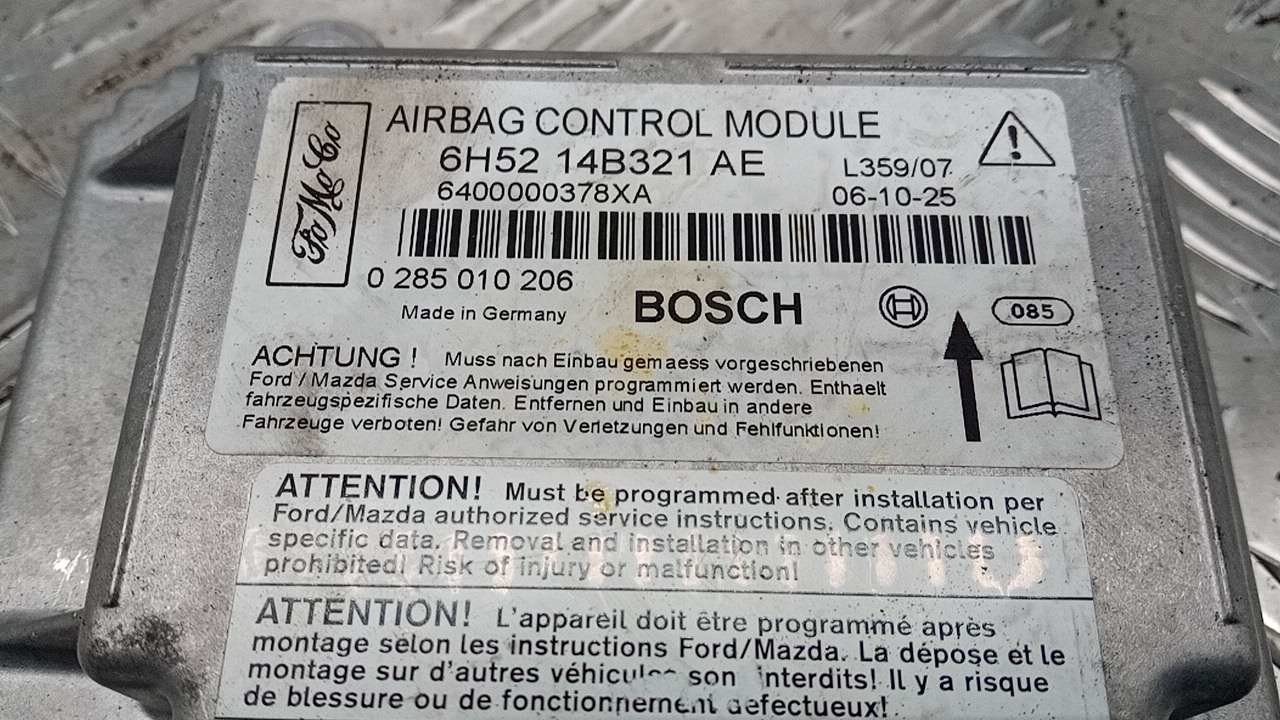 FoMoCo
AIRBAG CONTROL MODULE
6H52 14B321 AE
L359/07
6400000378XA
06-10-25
0 285 010 206
Made in Germany
BOSCH
085
ACHTUNG ! Muss nach Einbau gemaess vorgeschriebenen
Ford / Mazda Service Anweisungen programmiert werden. Enthaelt
fahrzeugspezifische Daten. Entfernen und Einbau in andere
Fahrzeuge verboten! Gefahr von Verletzungen und Fehlfunktionen!
ATTENTION! Must be programmed after installation per
Ford/Mazda authorized service instructions. Contains vehicle
specific data. Removal and installation in other vehicles
prohibited! Risk of injury or malfunction!
ATTENTION! L'appareil doit être programmé après
montage selon les instructions Ford/Mazda. La dépose et le
montage sur d'autres son interdits! Il y a risque
de blessure ou de fonctionnement defectueux!